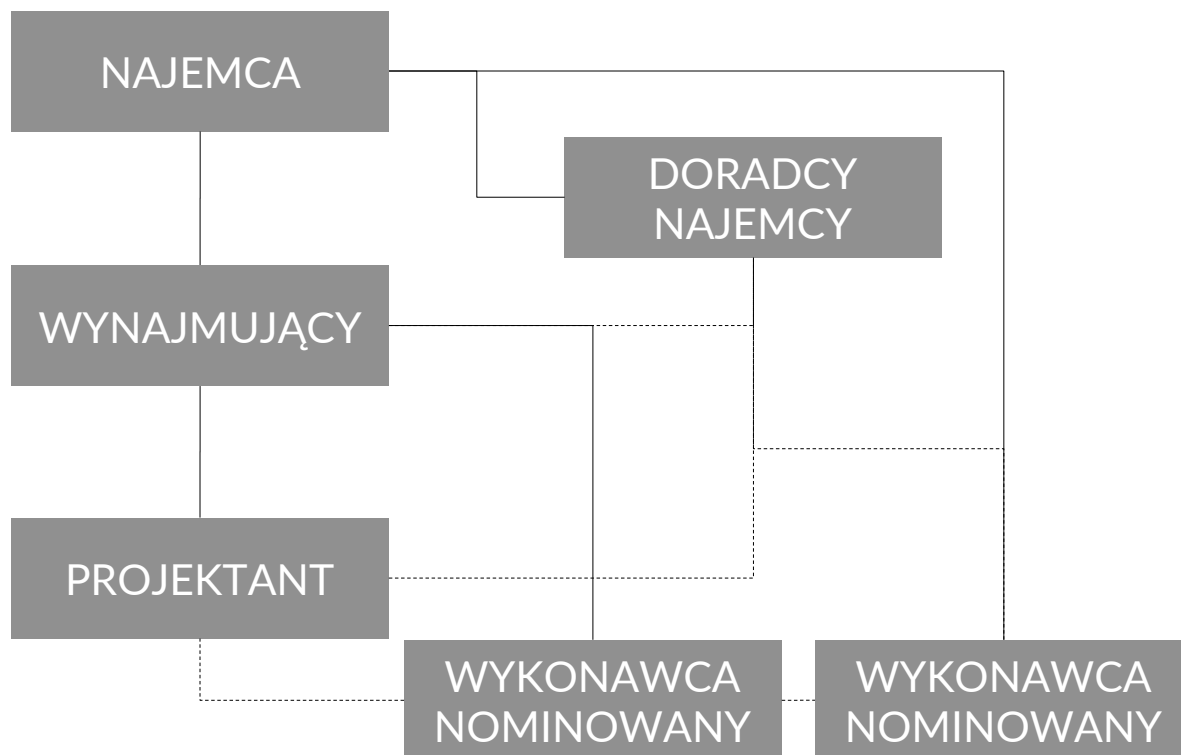 NAJEMCA
DORADCY
NAJEMCY
WYNAJMUJĄCY
PROJEKTANT
WYKONAWCA
NOMINOWANY
WYKONAWCA
NOMINOWANY